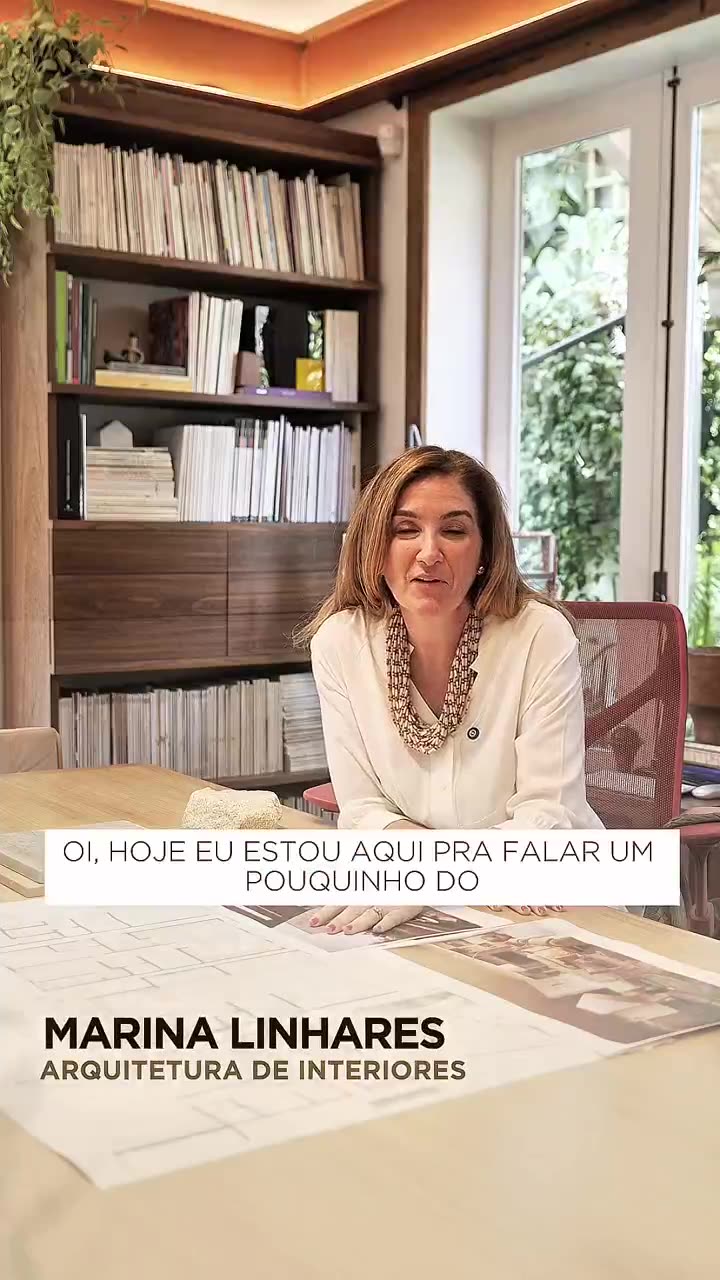 OI, HOJE EU ESTOU AQUI PRA FALAR UM
POUQUINHO DO
MARINA LINHARES
ARQUITETURA DE INTERIORES